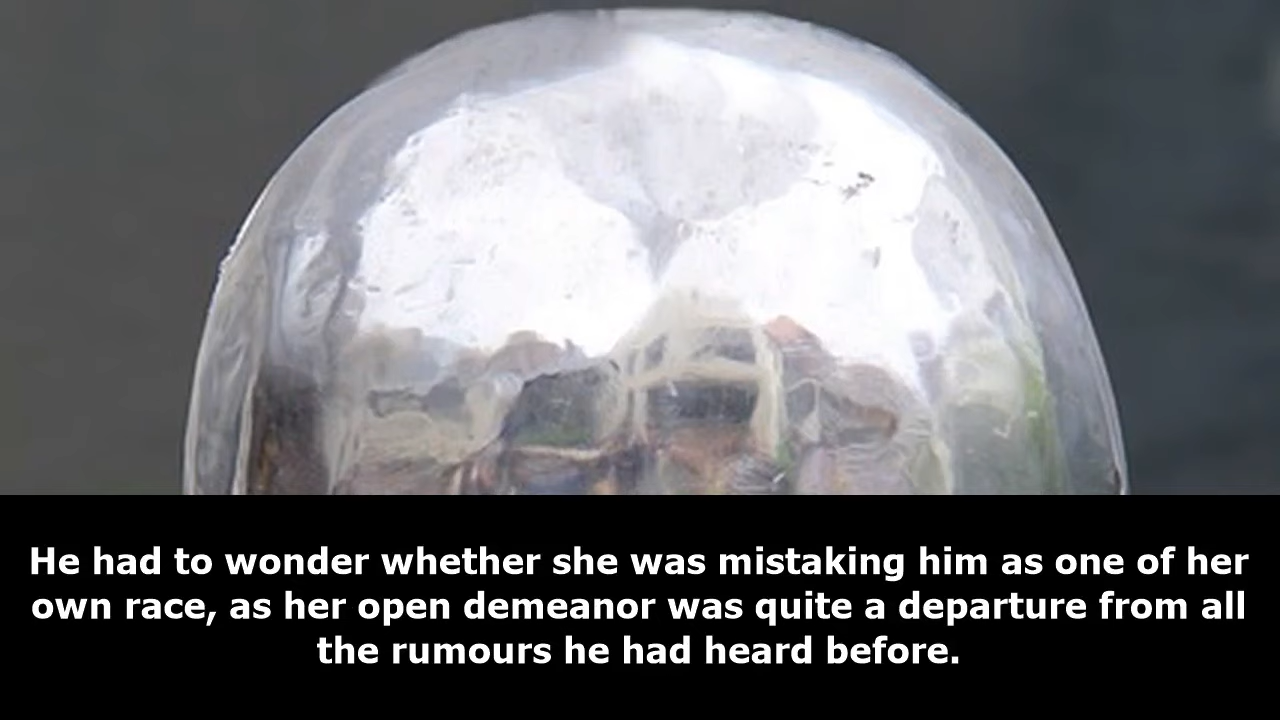 He had to wonder whether she was mistaking him as one of her
own race, as her open demeanor was quite a departure from all
the rumours he had heard before.